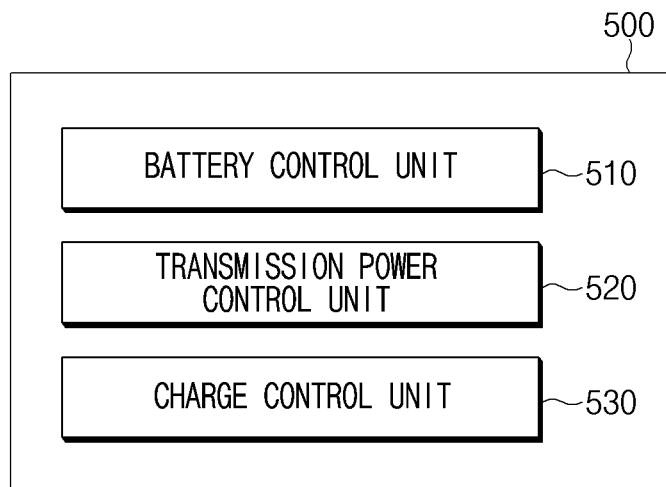 500
BATTERY CONTROL UNIT
510
TRANSMISSION POWER
CONTROL UNIT
520
CHARGE CONTROL UNIT
530